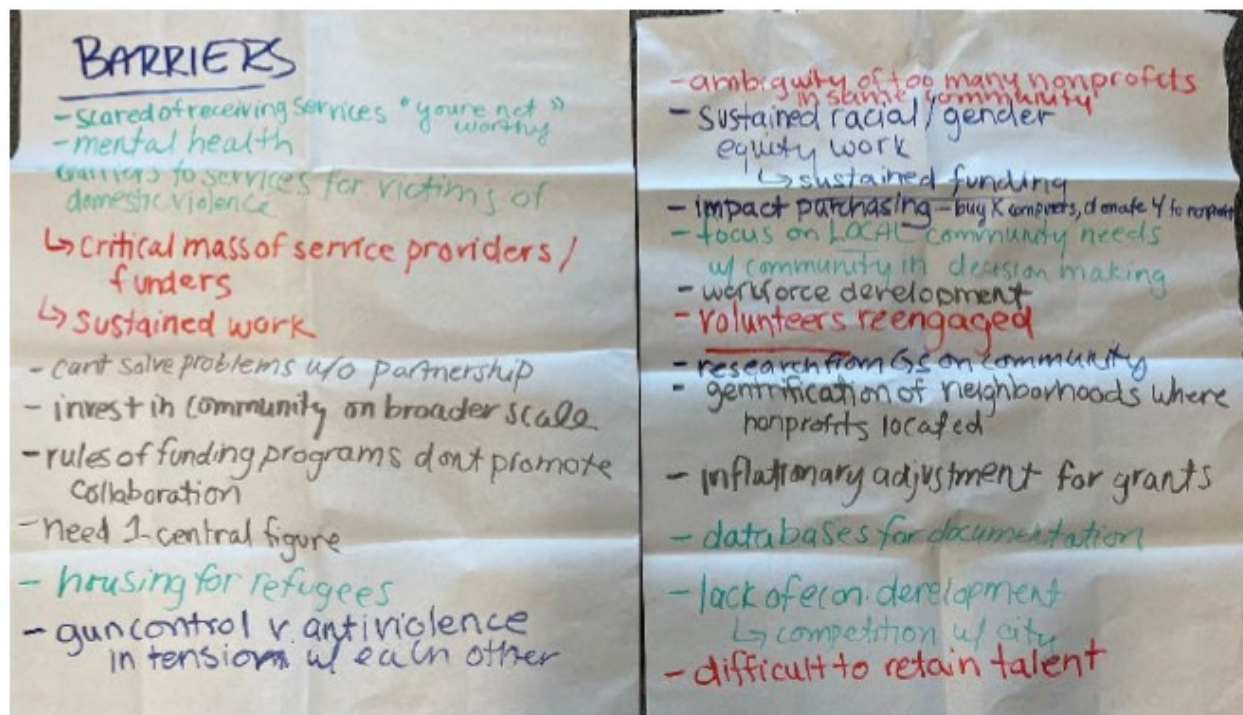 BARRIERS
- scared of receiving services "youre not
worthy"
- mental health
barriers to services for victims of
domestic violence
↳ critical mass of service providers /
funders
↳ sustained work
- cant solve problems w/o partnership
- invest in community on broader scale
- rules of funding programs dont promote
collaboration
- need 1 central figure
- housing for refugees
- gun control v. antiviolence
in tension w/ each other
- ambiguity of too many nonprofits
in same community
- sustained racial / gender
equity work
↳ sustained funding
- impact purchasing - buy X computers, donate Y to nonprofit
- focus on LOCAL community needs
w/ community in decision making
- workforce development
- volunteers reengaged
- research from GS on community
- gentrification of neighborhoods where
nonprofits located
- inflationary adjustment for grants
- databases for documentation
- lack of econ. development
↳ competition w/ city
- difficult to retain talent